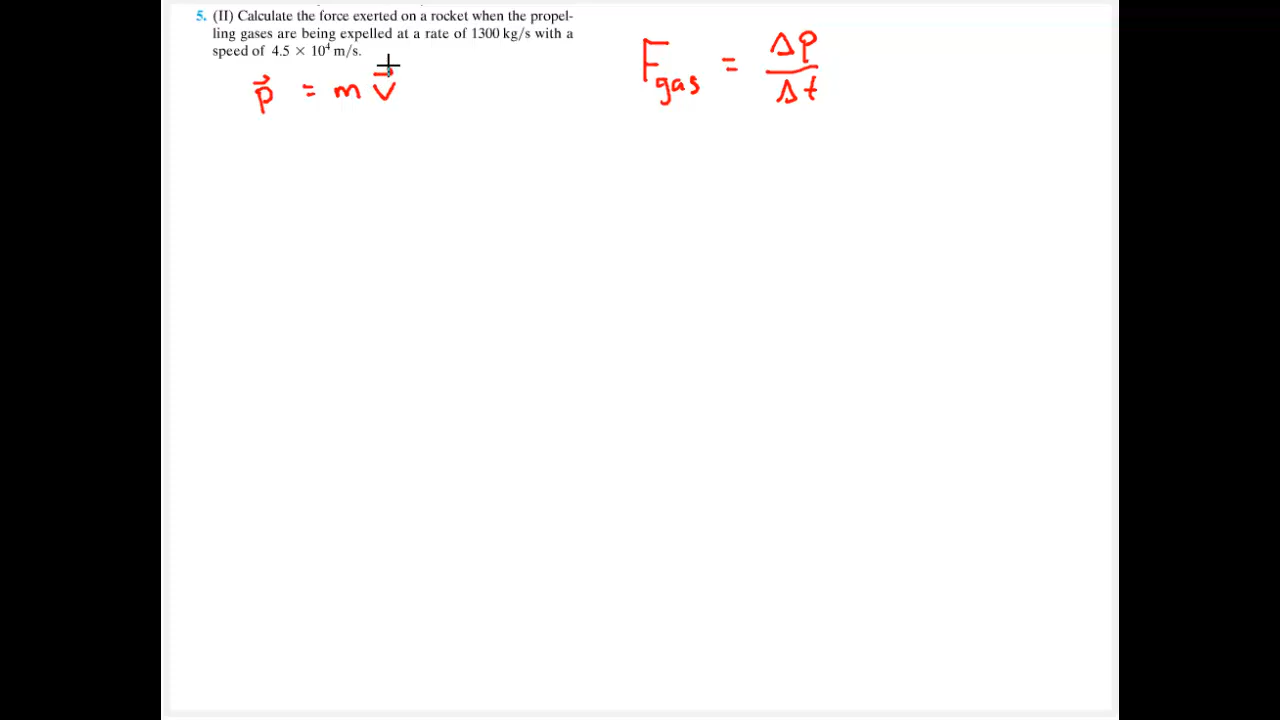 5. (II) Calculate the force exerted on a rocket when the propel-
ling gases are being expelled at a rate of 1300 kg/s with a
speed of 4.5 × 10⁴ m/s.
p⃗ = m v⃗
F_gas = Δp / Δt